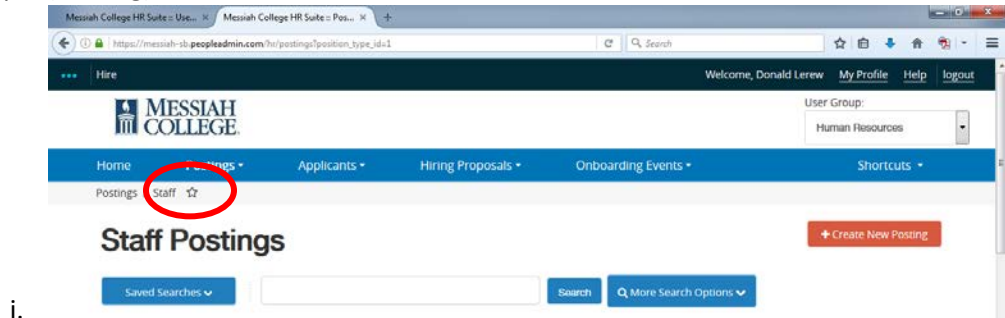 Messiah College HR Suite :: Use... × Messiah College HR Suite :: Pos... × +
https://messiah-sb.peopleadmin.com/hr/postings?position_type_id=1 Search
Hire Welcome, Donald Lerew My Profile Help logout
MESSIAH COLLEGE
User Group:
Human Resources
Home Postings Applicants Hiring Proposals Onboarding Events Shortcuts
Postings Staff
Staff Postings
+ Create New Posting
Saved Searches Search More Search Options
i.